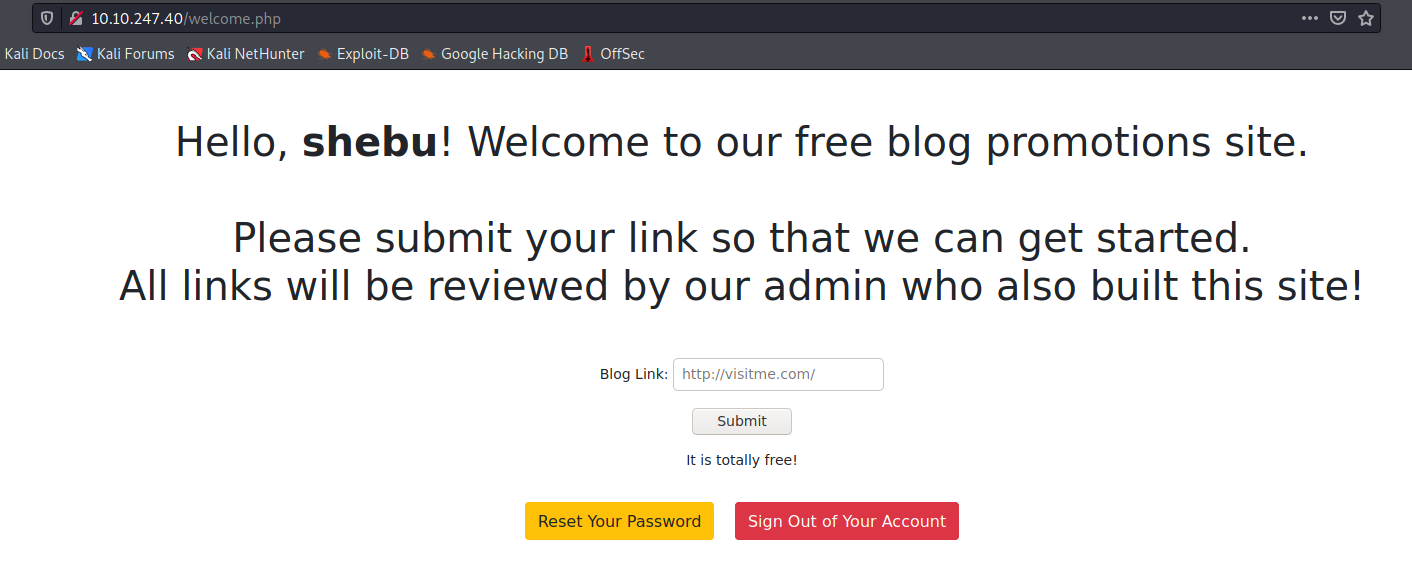 10.10.247.40/welcome.php
Kali Docs Kali Forums Kali NetHunter Exploit-DB Google Hacking DB OffSec
Hello, shebu! Welcome to our free blog promotions site.
Please submit your link so that we can get started.
All links will be reviewed by our admin who also built this site!
Blog Link: http://visitme.com/
Submit
It is totally free!
Reset Your Password Sign Out of Your Account